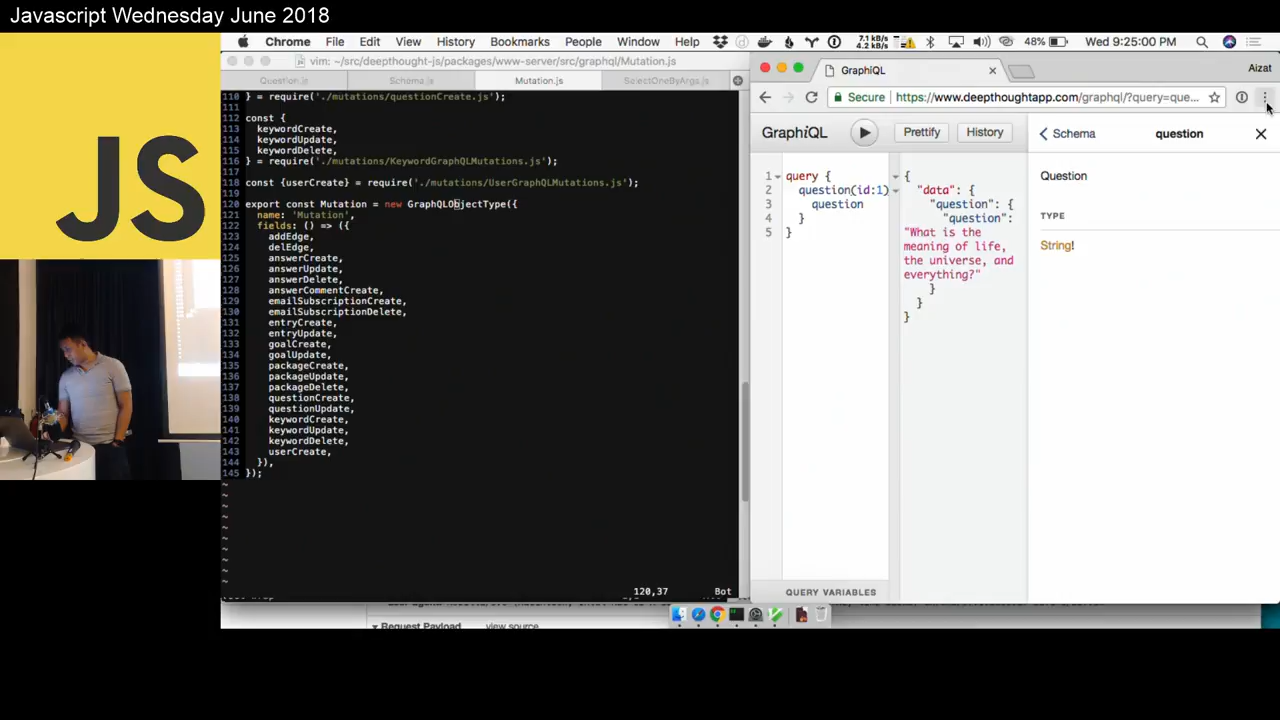 Javascript Wednesday June 2018
JS
Chrome File Edit View History Bookmarks People Window Help
7.1 kB/s
4.2 kB/s
48%
Wed 9:25:00 PM
vim: ~/src/deepthought-js/packages/www-server/src/graphql/Mutation.js
Question.js Schema.js Mutation.js SelectOneByArgs.js
110 } = require('./mutations/questionCreate.js');
111
112 const {
113 keywordCreate,
114 keywordUpdate,
115 keywordDelete,
116 } = require('./mutations/KeywordGraphQLMutations.js');
117
118 const {userCreate} = require('./mutations/UserGraphQLMutations.js');
119
120 export const Mutation = new GraphQLObjectType({
121 name: 'Mutation',
122 fields: () => ({
123 addEdge,
124 delEdge,
125 answerCreate,
126 answerUpdate,
127 answerDelete,
128 answerCommentCreate,
129 emailSubscriptionCreate,
130 emailSubscriptionDelete,
131 entryCreate,
132 entryUpdate,
133 goalCreate,
134 goalUpdate,
135 packageCreate,
136 packageUpdate,
137 packageDelete,
138 questionCreate,
139 questionUpdate,
140 keywordCreate,
141 keywordUpdate,
142 keywordDelete,
143 userCreate,
144 }),
145 });
~
~
~
~
~
~
~
~
~
~
120,37 Bot
GraphiQL
Aizat
Secure https://www.deepthoughtapp.com/graphql/?query=que...
GraphiQL Prettify History
Schema question
1 query {
2 question(id:1)
3 question
4 }
5 }
{
"data": {
"question": {
"question":
"What is the
meaning of life,
the universe, and
everything?"
}
}
}
Question
TYPE
String!
QUERY VARIABLES
Request Payload view source